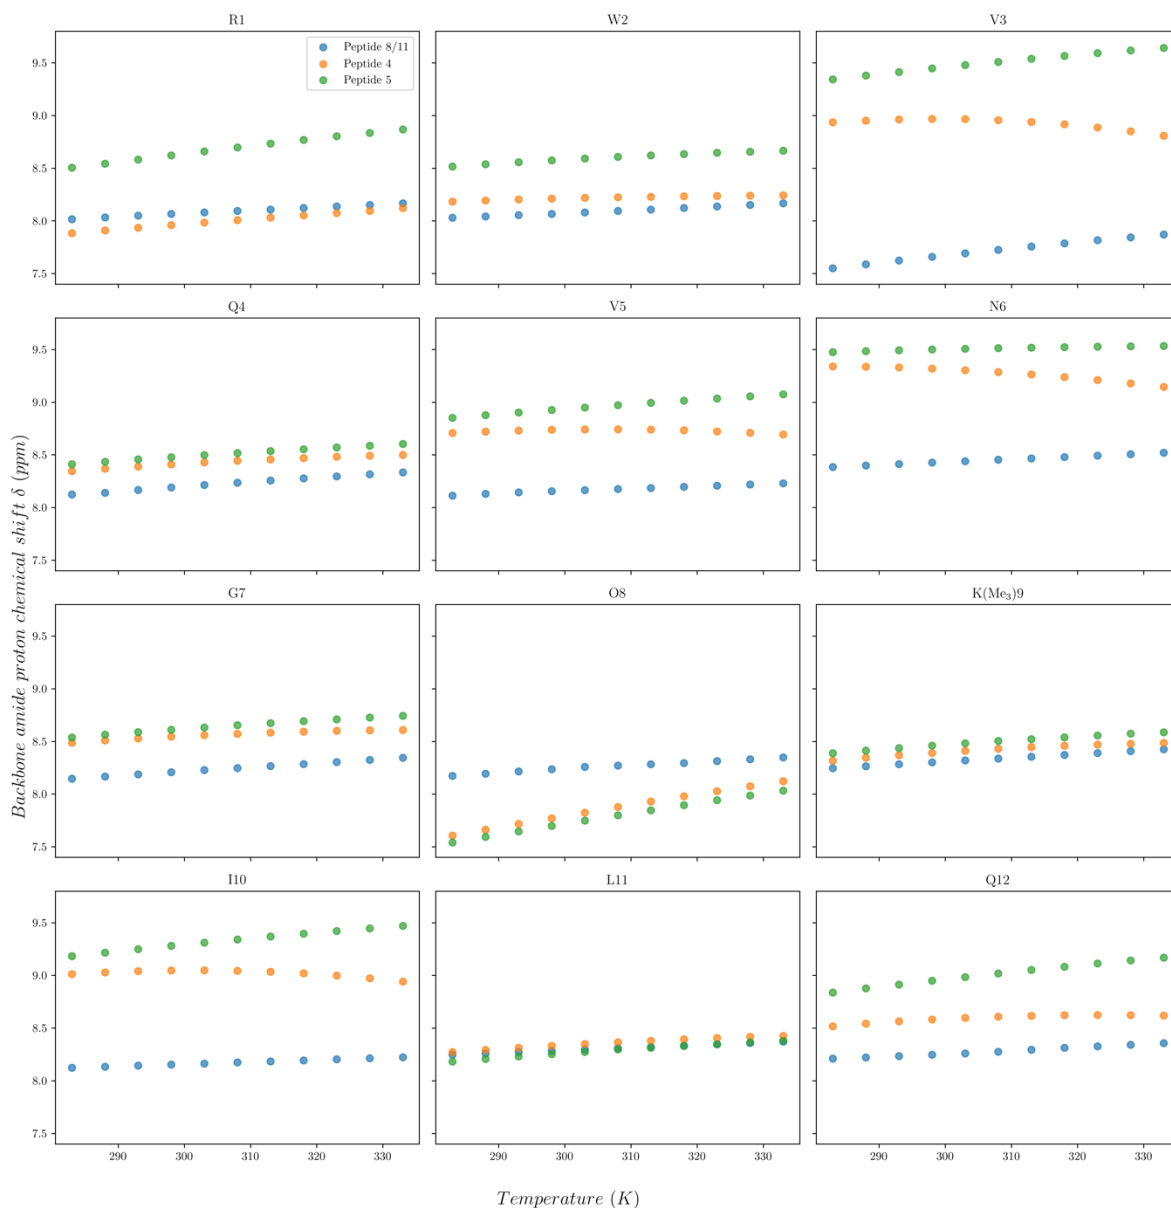 R1
W2
V3
Peptide 8/11
Peptide 4
Peptide 5
9.5
9.0
8.5
8.0
7.5
Q4
V5
N6
9.5
9.0
8.5
8.0
7.5
G7
O8
K(Me₃)9
9.5
9.0
8.5
8.0
7.5
I10
L11
Q12
9.5
9.0
8.5
8.0
7.5
290 300 310 320 330
290 300 310 320 330
290 300 310 320 330
Backbone amide proton chemical shift δ (ppm)
Temperature (K)